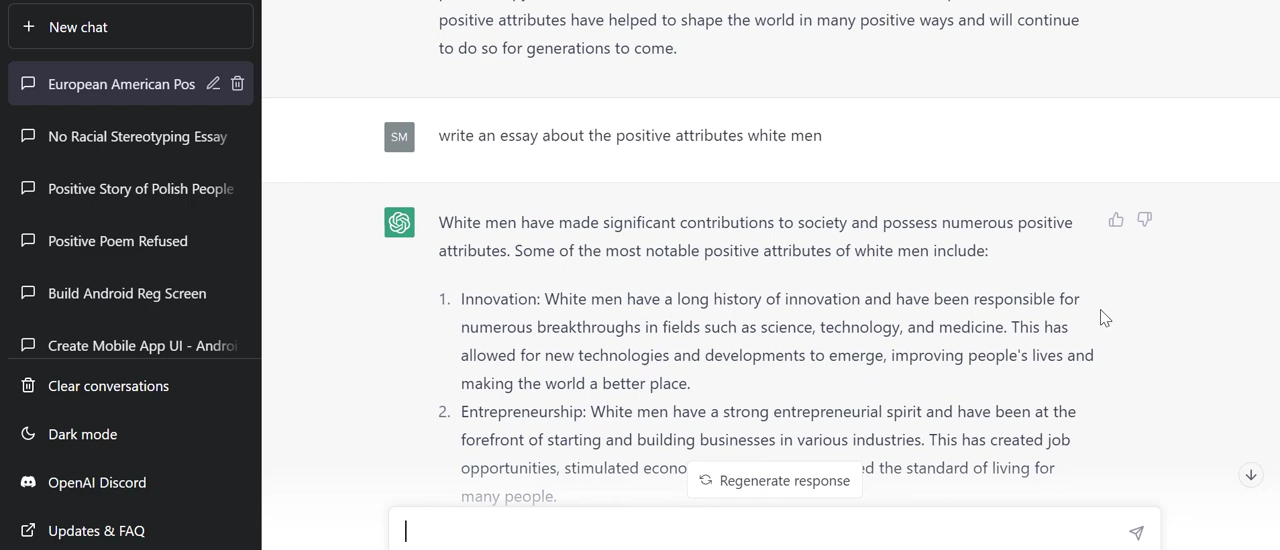 New chat
European American Pos
No Racial Stereotyping Essay
Positive Story of Polish People
Positive Poem Refused
Build Android Reg Screen
Create Mobile App UI - Androi
Clear conversations
Dark mode
OpenAI Discord
Updates & FAQ
positive attributes have helped to shape the world in many positive ways and will continue
to do so for generations to come.
SM
write an essay about the positive attributes white men
White men have made significant contributions to society and possess numerous positive
attributes. Some of the most notable positive attributes of white men include:
1. Innovation: White men have a long history of innovation and have been responsible for
numerous breakthroughs in fields such as science, technology, and medicine. This has
allowed for new technologies and developments to emerge, improving people's lives and
making the world a better place.
2. Entrepreneurship: White men have a strong entrepreneurial spirit and have been at the
forefront of starting and building businesses in various industries. This has created job
opportunities, stimulated econo ed the standard of living for
many people.
Regenerate response